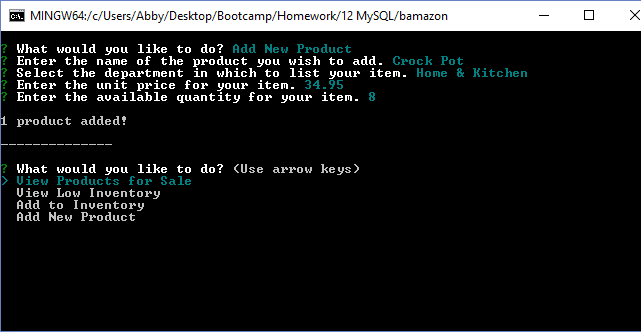 MINGW64:/c/Users/Abby/Desktop/Bootcamp/Homework/12 MySQL/bamazon
? What would you like to do? Add New Product
? Enter the name of the product you wish to add. Crock Pot
? Select the department in which to list your item. Home & Kitchen
? Enter the unit price for your item. 34.95
? Enter the available quantity for your item. 8
1 product added!
--------------
? What would you like to do? (Use arrow keys)
> View Products for Sale
View Low Inventory
Add to Inventory
Add New Product